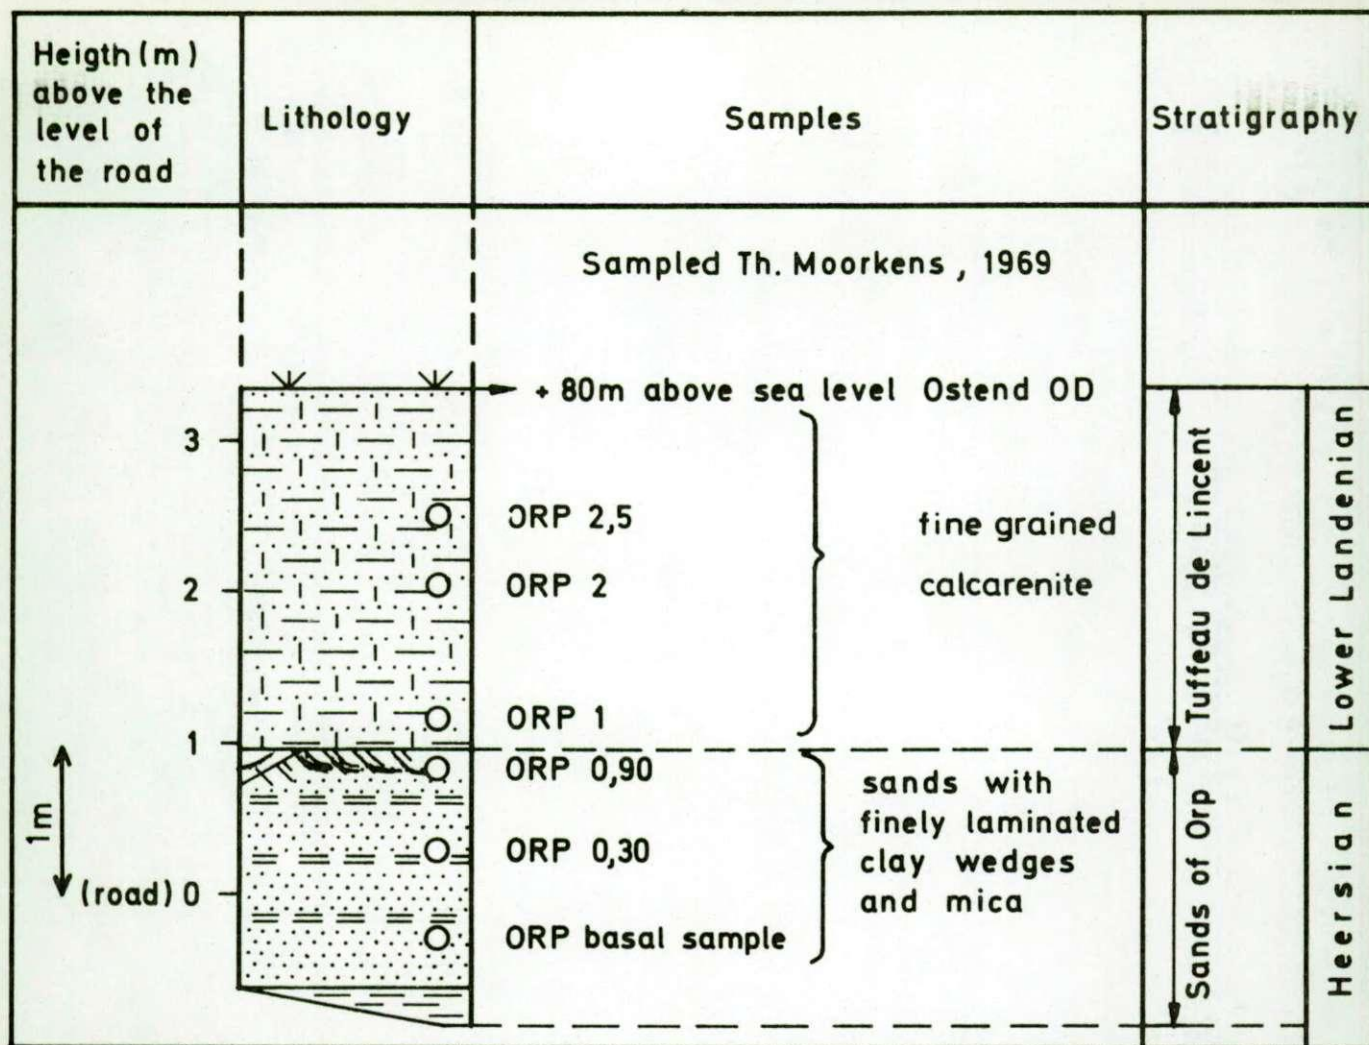 Heigth (m)
above the
level of
the road
Lithology
Samples
Stratigraphy
Sampled Th. Moorkens, 1969
+ 80m above sea level Ostend OD
3
ORP 2,5
fine grained
2
ORP 2
calcarenite
ORP 1
1
ORP 0,90
sands with
finely laminated
clay wedges
and mica
1m
ORP 0,30
(road) 0
ORP basal sample
Tuffeau de Lincent
Lower Landenian
Sands of Orp
Heersian